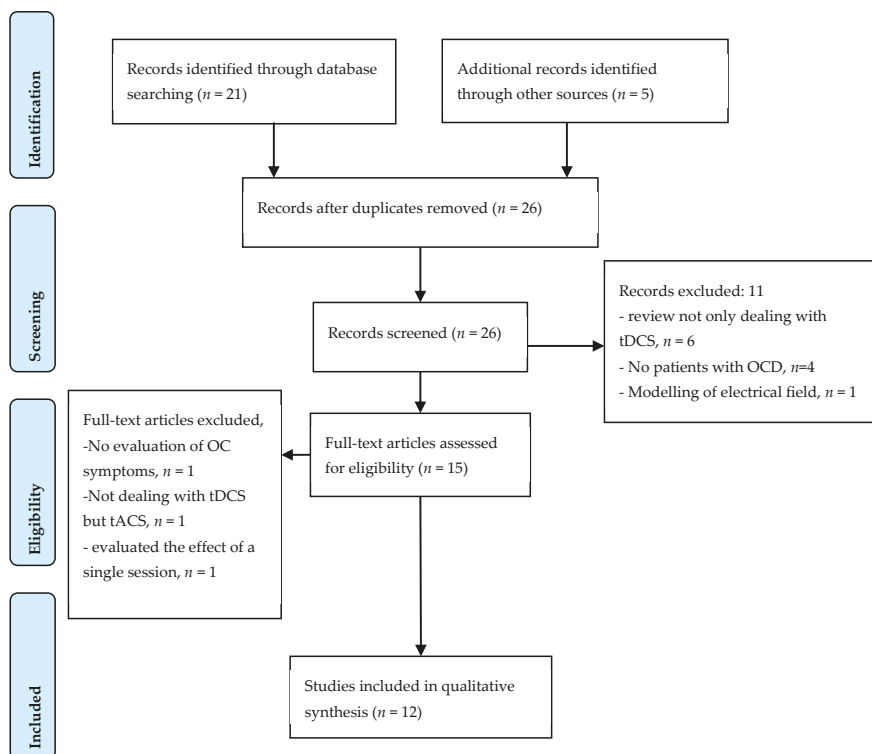 Identification
Records identified through database
searching (n = 21)
Additional records identified
through other sources (n = 5)
Records after duplicates removed (n = 26)
Screening
Records screened (n = 26)
Records excluded: 11
- review not only dealing with
tDCS, n = 6
- No patients with OCD, n=4
- Modelling of electrical field, n = 1
Eligibility
Full-text articles excluded,
-No evaluation of OC
symptoms, n = 1
-Not dealing with tDCS
but tACS, n = 1
- evaluated the effect of a
single session, n = 1
Full-text articles assessed
for eligibility (n = 15)
Included
Studies included in qualitative
synthesis (n = 12)